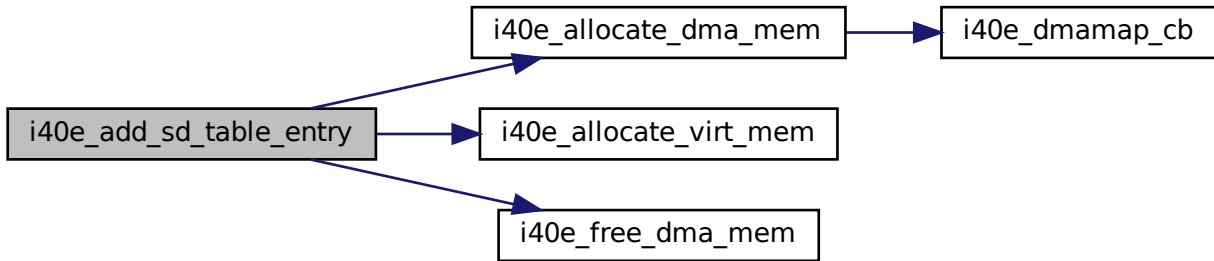 i40e_allocate_dma_mem
i40e_dmamap_cb
i40e_add_sd_table_entry
i40e_allocate_virt_mem
i40e_free_dma_mem